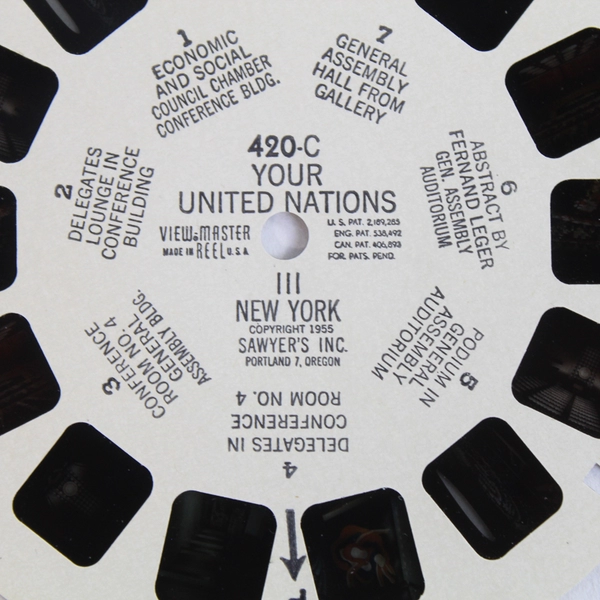 420-C
YOUR
UNITED NATIONS
VIEW-MASTER
MADE IN REEL U.S.A.
U.S. PAT. 2,189,285
ENG. PAT. 538,492
CAN. PAT. 406,893
FOR. PATS. PEND.
III
NEW YORK
COPYRIGHT 1955
SAWYER'S INC.
PORTLAND 7, OREGON
1
ECONOMIC
AND SOCIAL
COUNCIL CHAMBER
CONFERENCE BLDG.
2
DELEGATES
LOUNGE IN
CONFERENCE
BUILDING
3
CONFERENCE
ROOM NO. 4
GENERAL
ASSEMBLY BLDG.
4
DELEGATES IN
CONFERENCE
ROOM NO. 4
5
PODIUM IN
GENERAL
ASSEMBLY
AUDITORIUM
6
ABSTRACT BY
FERNAND LEGER
GEN. ASSEMBLY
AUDITORIUM
7
GENERAL
ASSEMBLY
HALL FROM
GALLERY